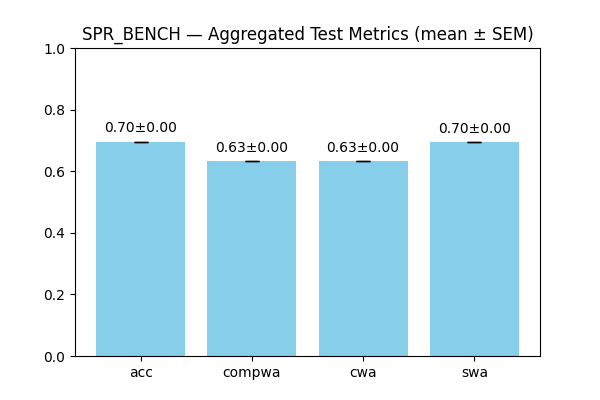 SPR_BENCH — Aggregated Test Metrics (mean ± SEM)
1.0
0.8
0.6
0.4
0.2
0.0
0.70±0.00
0.63±0.00
0.63±0.00
0.70±0.00
acc
compwa
cwa
swa